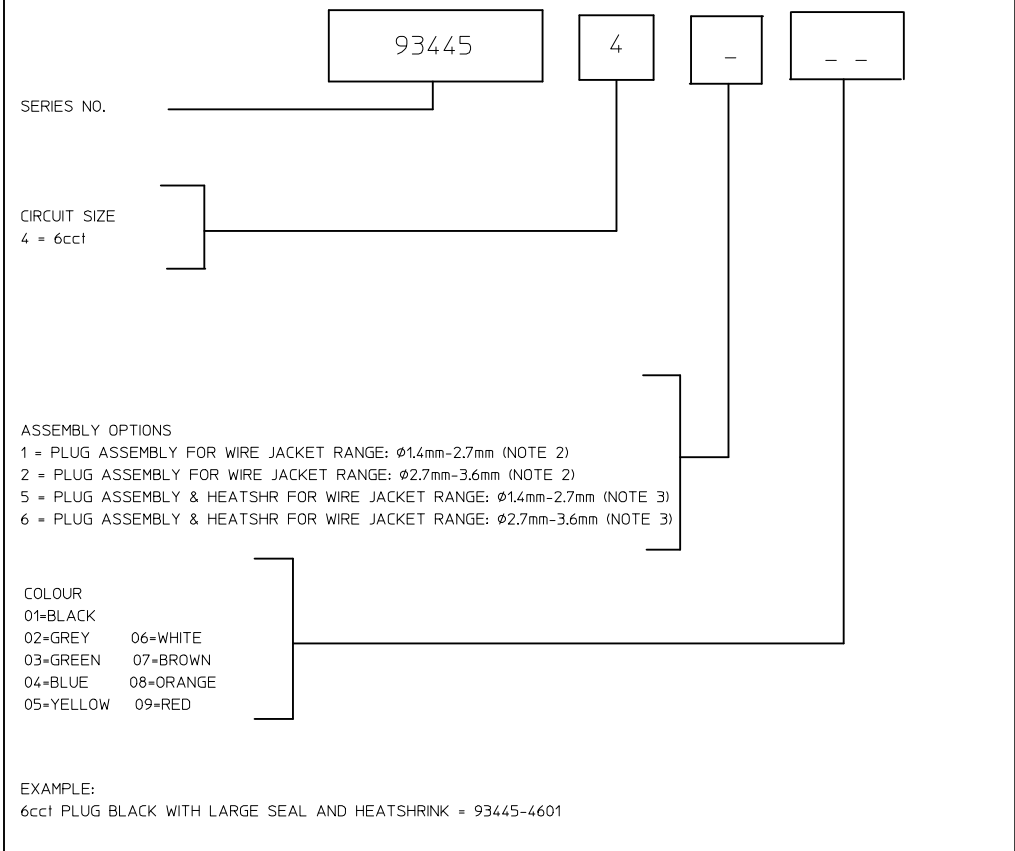 93445 4 _ _ _
SERIES NO.
CIRCUIT SIZE
4 = 6cct
ASSEMBLY OPTIONS
1 = PLUG ASSEMBLY FOR WIRE JACKET RANGE: Ø1.4mm-2.7mm (NOTE 2)
2 = PLUG ASSEMBLY FOR WIRE JACKET RANGE: Ø2.7mm-3.6mm (NOTE 2)
5 = PLUG ASSEMBLY & HEATSHR FOR WIRE JACKET RANGE: Ø1.4mm-2.7mm (NOTE 3)
6 = PLUG ASSEMBLY & HEATSHR FOR WIRE JACKET RANGE: Ø2.7mm-3.6mm (NOTE 3)
COLOUR
01=BLACK
02=GREY 06=WHITE
03=GREEN 07=BROWN
04=BLUE 08=ORANGE
05=YELLOW 09=RED
EXAMPLE:
6cct PLUG BLACK WITH LARGE SEAL AND HEATSHRINK = 93445-4601